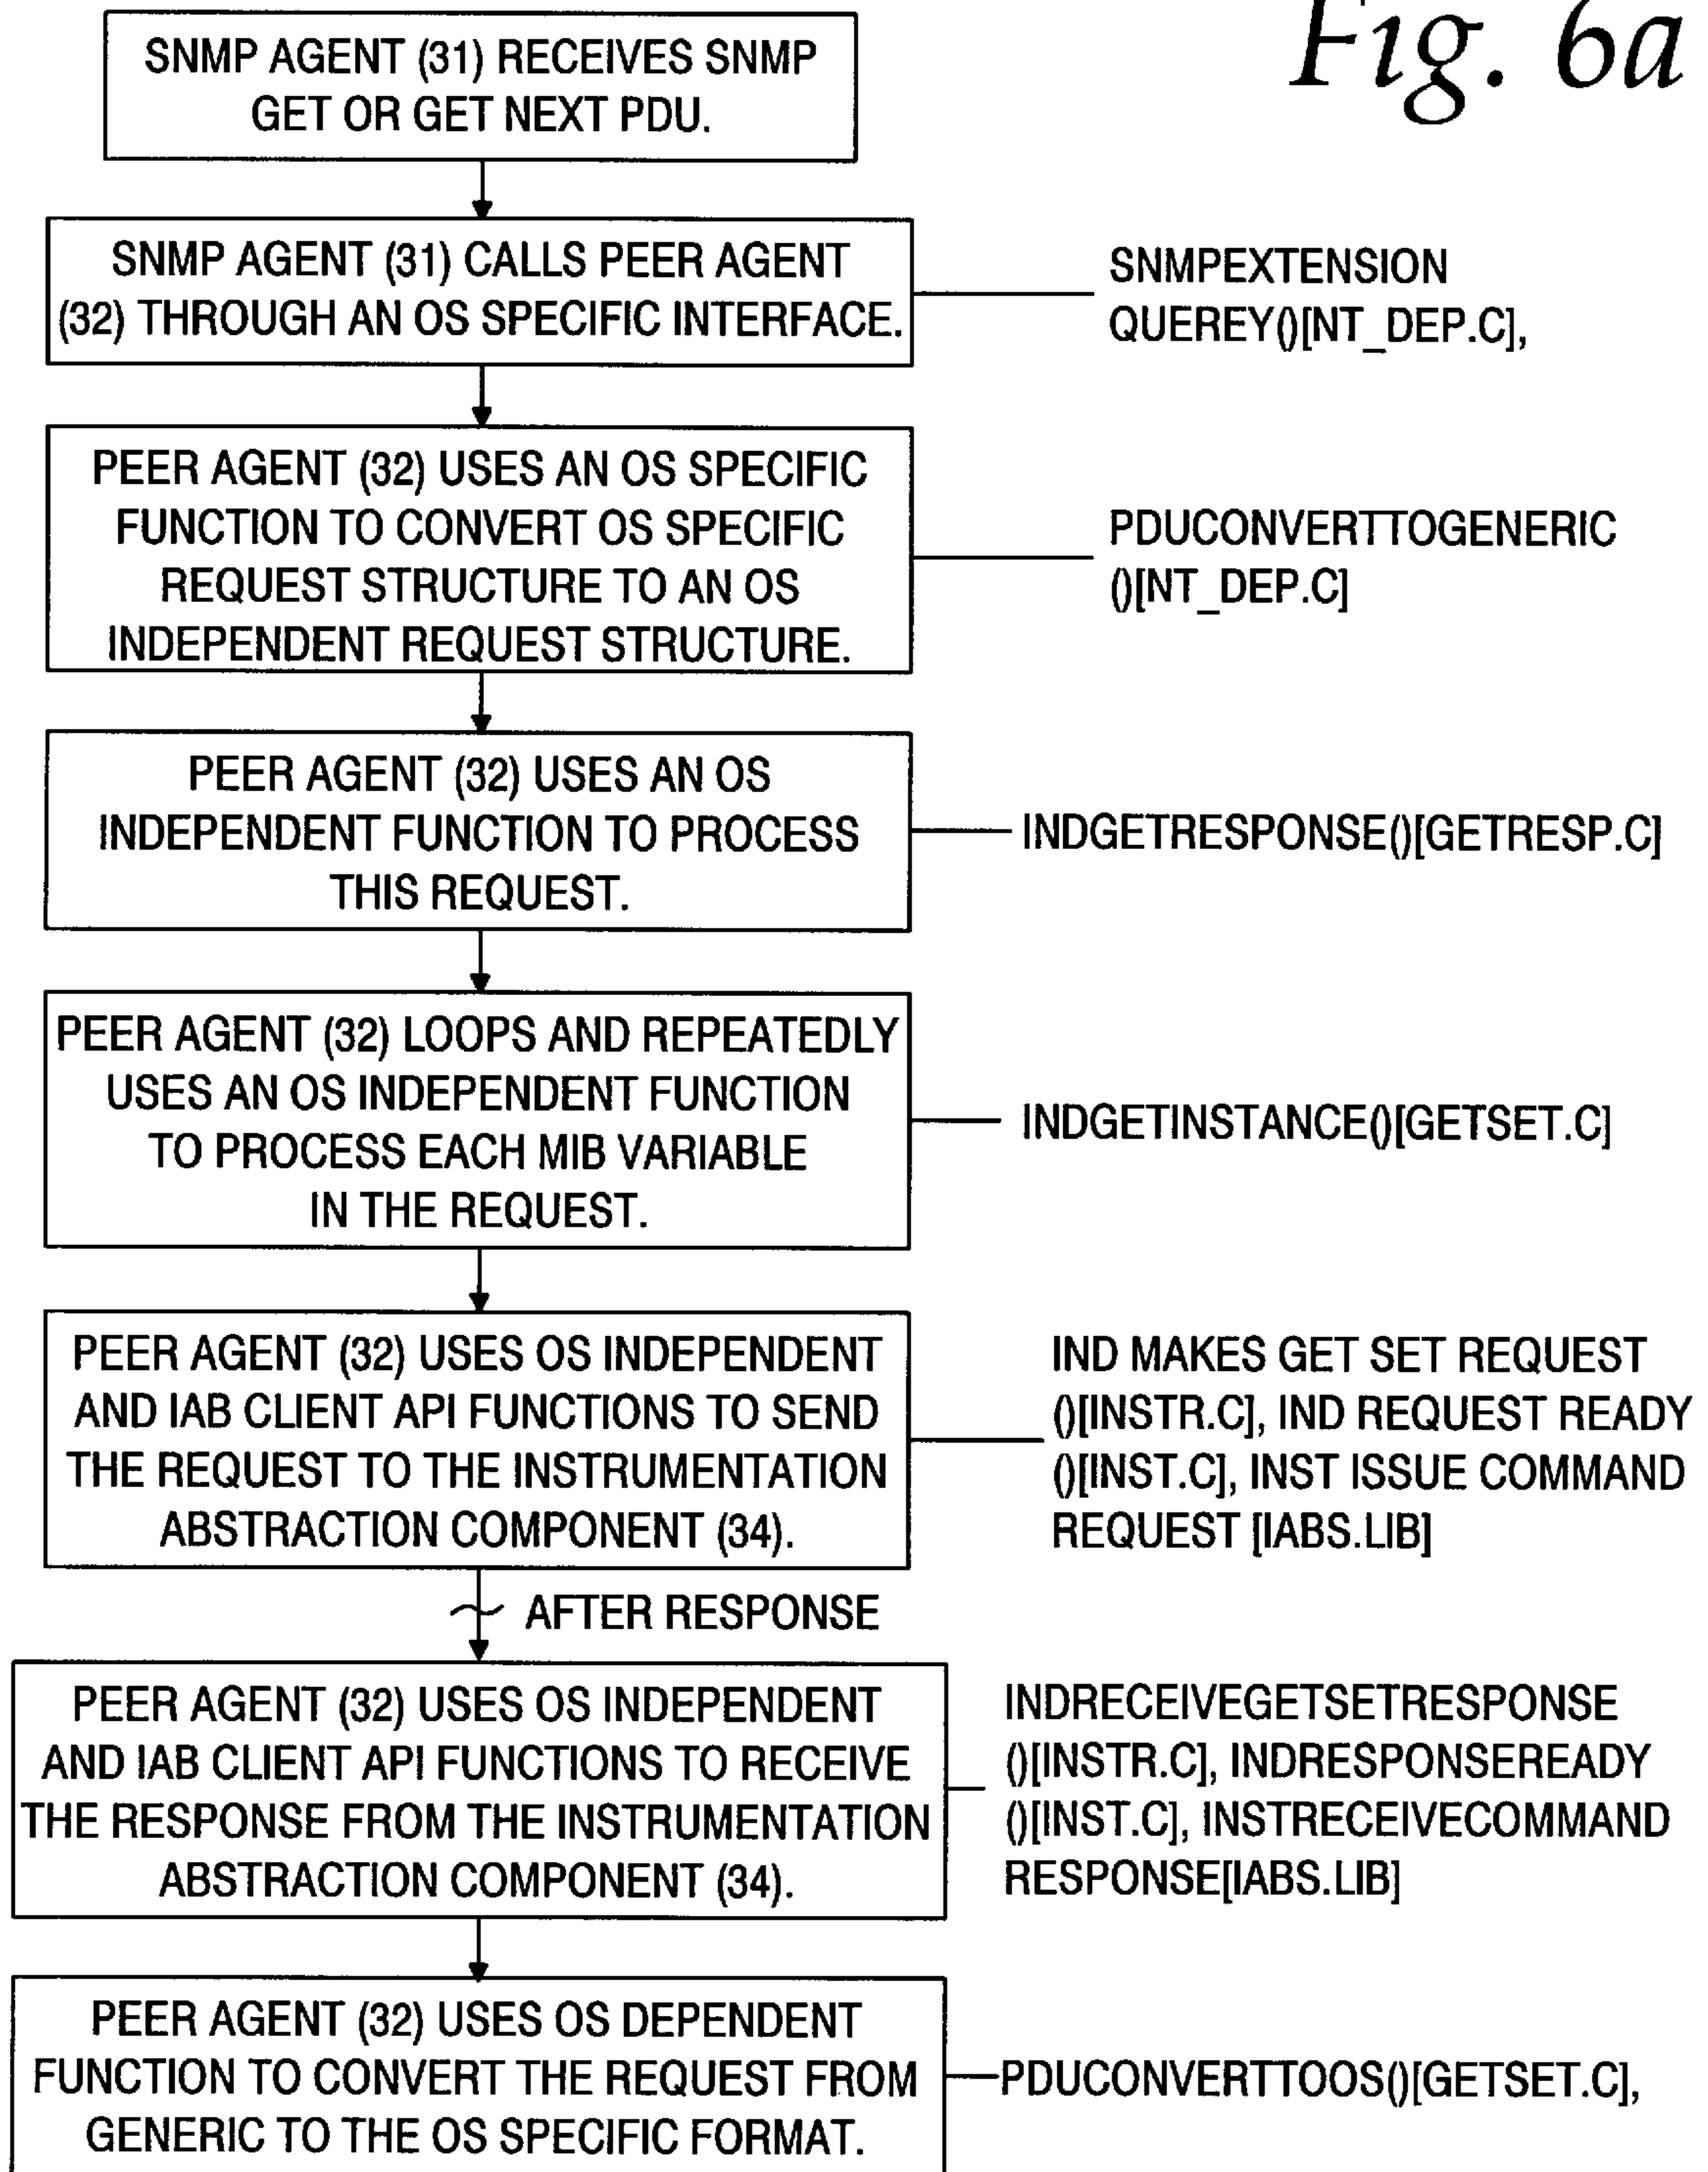 Fig. 6a
SNMP AGENT (31) RECEIVES SNMP
GET OR GET NEXT PDU.
SNMP AGENT (31) CALLS PEER AGENT
(32) THROUGH AN OS SPECIFIC INTERFACE.
SNMPEXTENSION
QUEREY()[NT_DEP.C],
PEER AGENT (32) USES AN OS SPECIFIC
FUNCTION TO CONVERT OS SPECIFIC
REQUEST STRUCTURE TO AN OS
INDEPENDENT REQUEST STRUCTURE.
PDUCONVERTTOGENERIC
()[NT_DEP.C]
PEER AGENT (32) USES AN OS
INDEPENDENT FUNCTION TO PROCESS
THIS REQUEST.
INDGETRESPONSE()[GETRESP.C]
PEER AGENT (32) LOOPS AND REPEATEDLY
USES AN OS INDEPENDENT FUNCTION
TO PROCESS EACH MIB VARIABLE
IN THE REQUEST.
INDGETINSTANCE()[GETSET.C]
PEER AGENT (32) USES OS INDEPENDENT
AND IAB CLIENT API FUNCTIONS TO SEND
THE REQUEST TO THE INSTRUMENTATION
ABSTRACTION COMPONENT (34).
IND MAKES GET SET REQUEST
()[INSTR.C], IND REQUEST READY
()[INST.C], INST ISSUE COMMAND
REQUEST [IABS.LIB]
AFTER RESPONSE
PEER AGENT (32) USES OS INDEPENDENT
AND IAB CLIENT API FUNCTIONS TO RECEIVE
THE RESPONSE FROM THE INSTRUMENTATION
ABSTRACTION COMPONENT (34).
INDRECEIVEGETSETRESPONSE
()[INSTR.C], INDRESPONSEREADY
()[INST.C], INSTRECEIVECOMMAND
RESPONSE[IABS.LIB]
PEER AGENT (32) USES OS DEPENDENT
FUNCTION TO CONVERT THE REQUEST FROM
GENERIC TO THE OS SPECIFIC FORMAT.
PDUCONVERTTOOS()[GETSET.C],